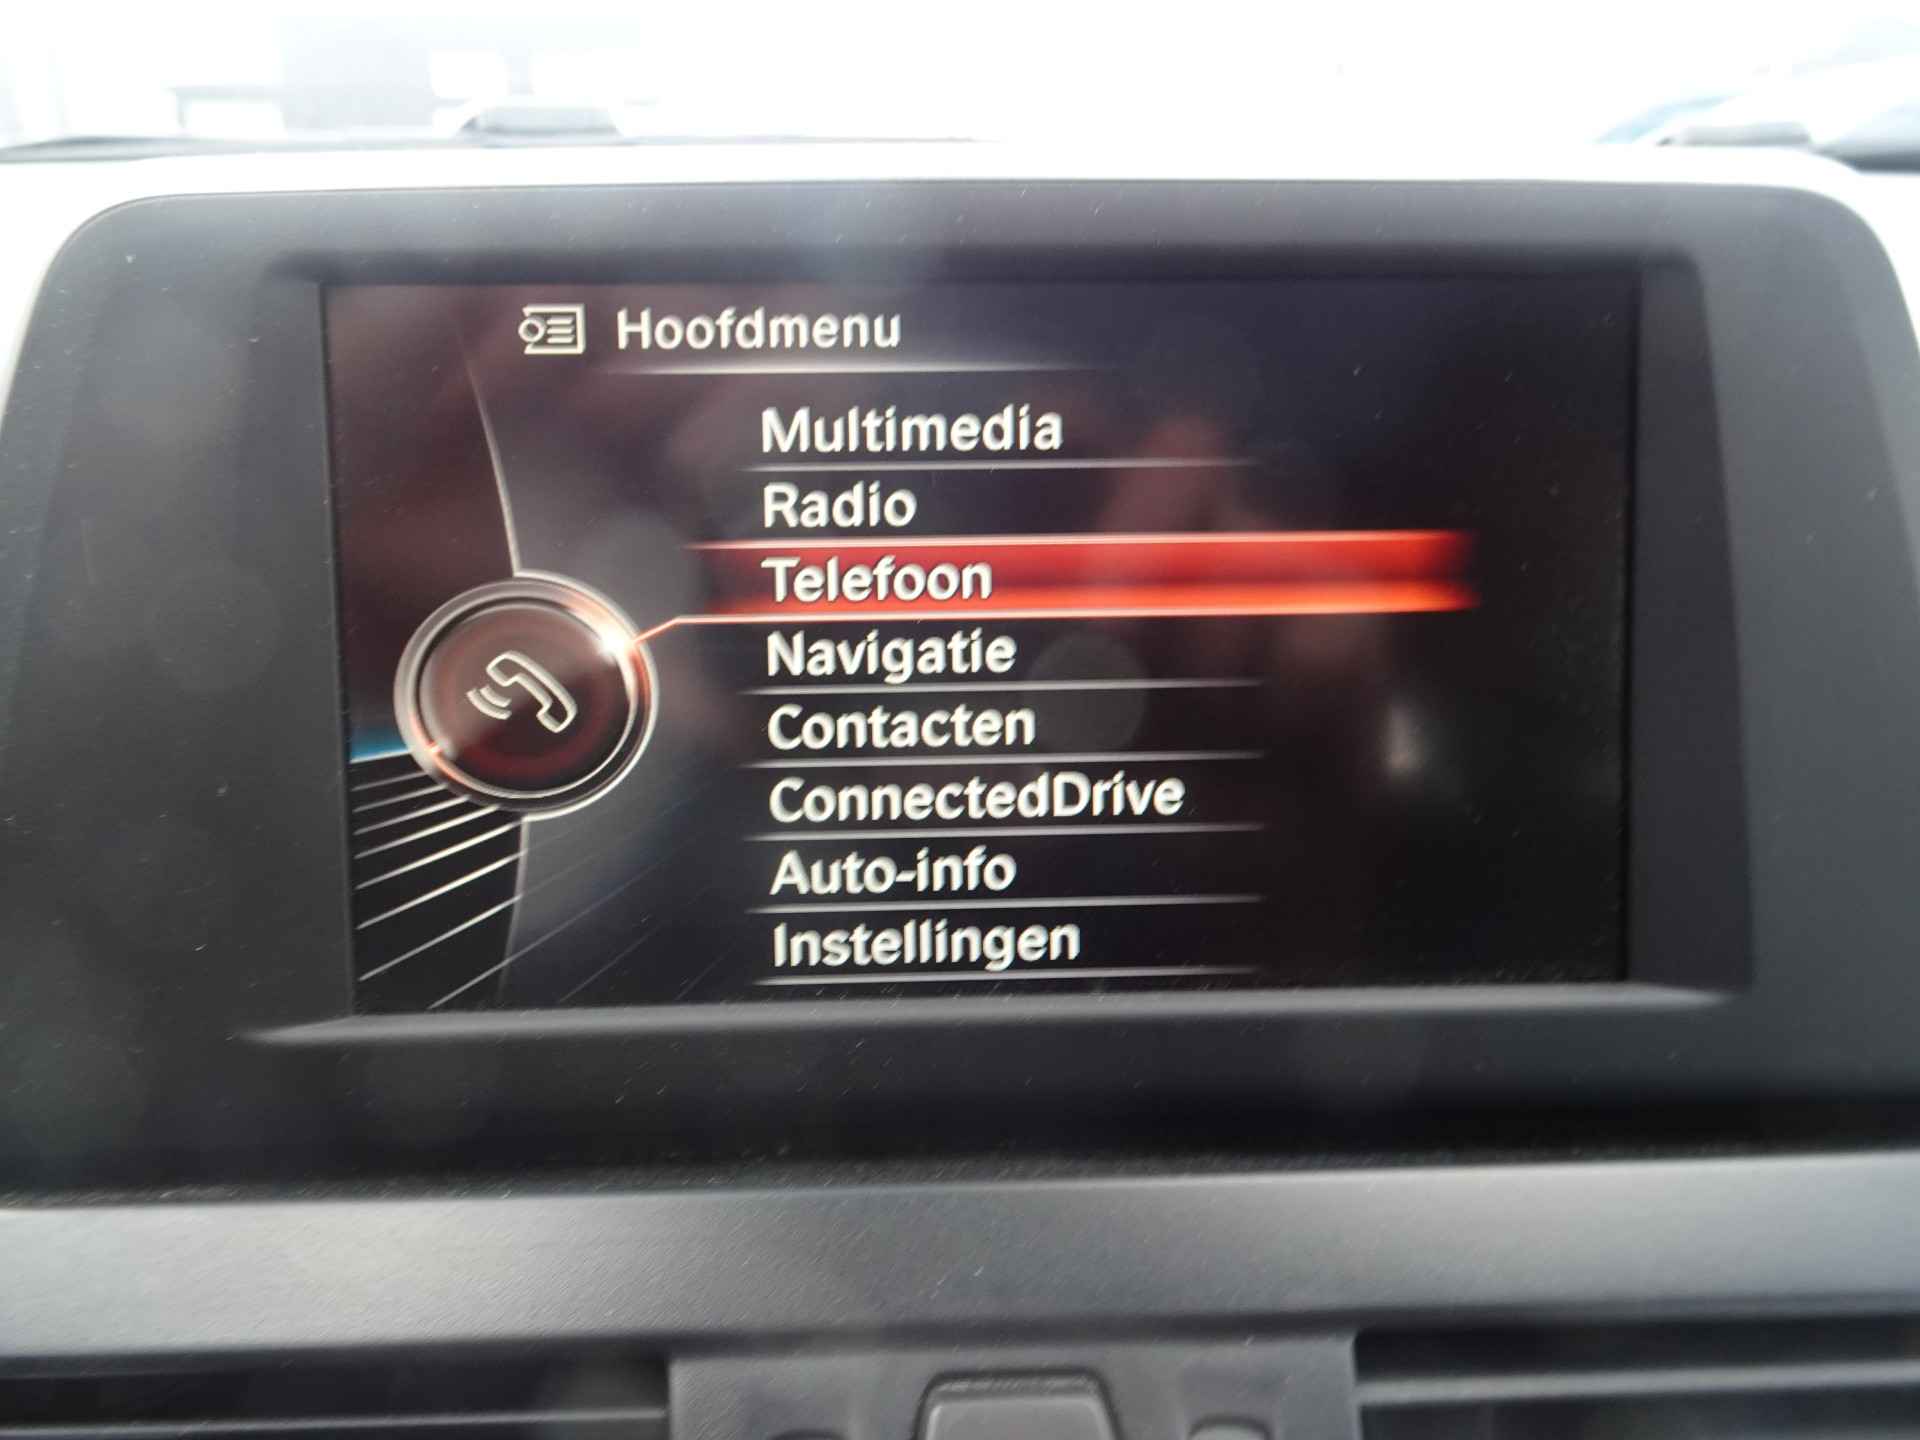 Hoofdmenu
Multimedia
Radio
Telefoon
Navigatie
Contacten
ConnectedDrive
Auto-info
Instellingen